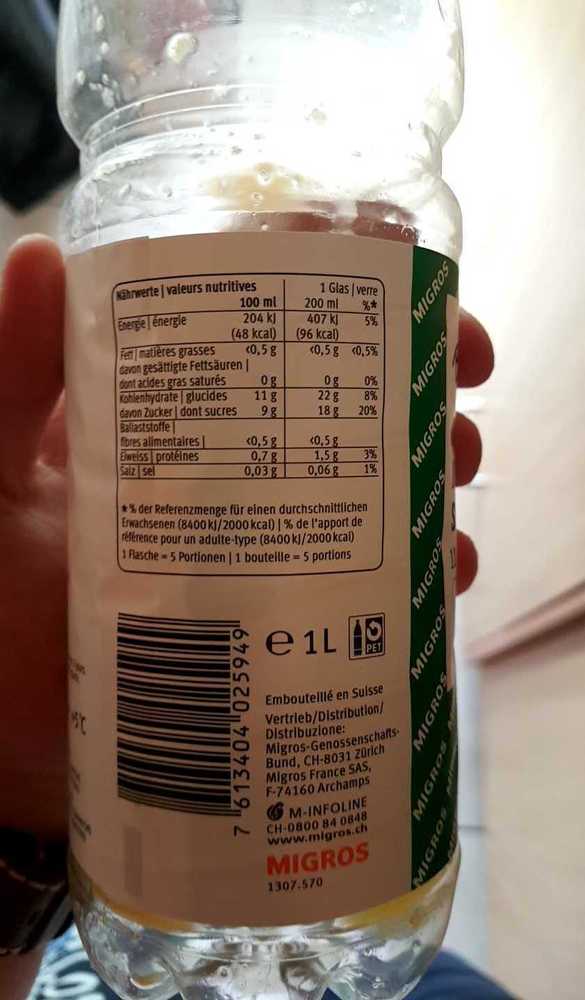 Nährwerte | valeurs nutritives 1 Glas | verre
100 ml 200 ml %*
Energie | énergie 204 kJ 407 kJ 5%
(48 kcal) (96 kcal)
Fett | matières grasses <0,5 g <0,5 g <0,5%
davon gesättigte Fettsäuren |
dont acides gras saturés 0 g 0 g 0%
Kohlenhydrate | glucides 11 g 22 g 8%
davon Zucker | dont sucres 9 g 18 g 20%
Ballaststoffe |
fibres alimentaires | <0,5 g <0,5 g
Eiweiss | protéines 0,7 g 1,5 g 3%
Salz | sel 0,03 g 0,06 g 1%
*% der Referenzmenge für einen durchschnittlichen
Erwachsenen (8400 kJ/2000 kcal) | % de l'apport de
référence pour un adulte-type (8400 kJ/2000 kcal)
1 Flasche = 5 Portionen | 1 bouteille = 5 portions
7 613404 025949
e 1L
PET
Embouteillé en Suisse
Vertrieb/Distribution/
Distribuzione:
Migros-Genossenschafts-
Bund, CH-8031 Zürich
Migros France SAS,
F-74160 Archamps
M-INFOLINE
CH-0800 84 0848
www.migros.ch
MIGROS
1307.570
MIGROS
MIGROS
MIGROS
MIGROS
MIGROS
MIGROS
MIGROS
MIGROS
MIGROS
+5°C